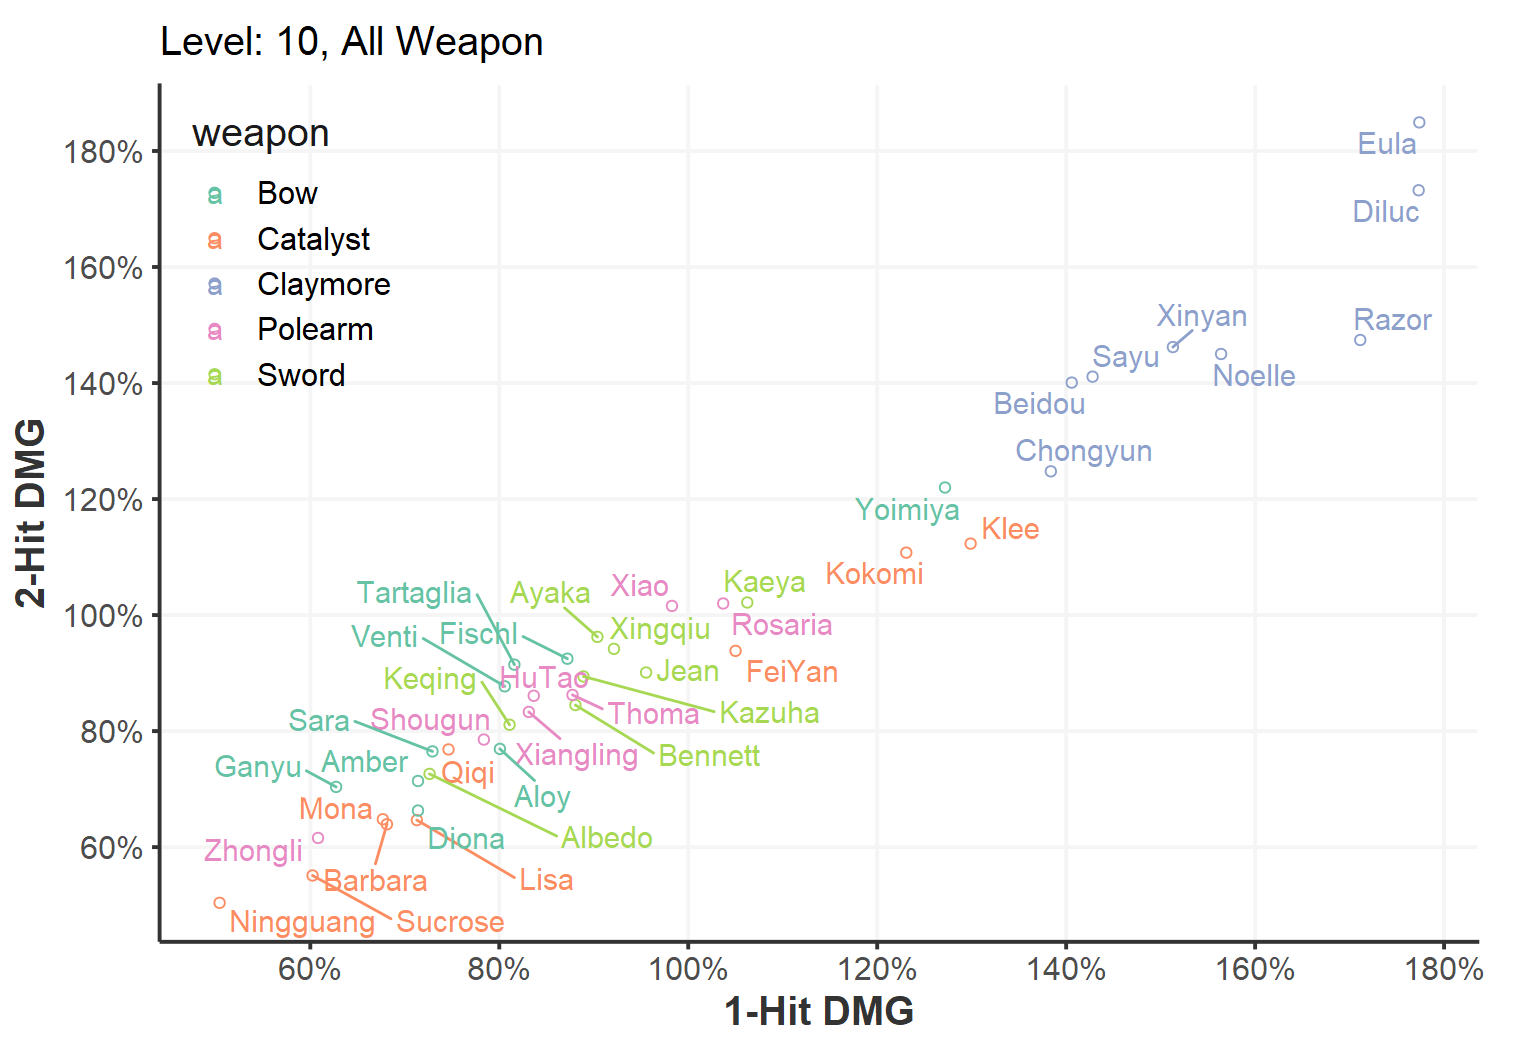 Level: 10, All Weapon
weapon
a Bow
a Catalyst
a Claymore
a Polearm
a Sword
180%
160%
140%
120%
100%
80%
60%
2-Hit DMG
Eula
Diluc
Xinyan
Razor
Sayu
Noelle
Beidou
Chongyun
Yoimiya
Klee
Kokomi
Tartaglia
Ayaka
Xiao
Kaeya
Venti
Fischl
Xingqiu
Rosaria
Keqing
HuTao
Jean
FeiYan
Sara
Shougun
Thoma
Kazuha
Ganyu
Amber
Qiqi
Xiangling
Bennett
Mona
Aloy
Zhongli
Diona
Albedo
Barbara
Lisa
Ningguang
Sucrose
60%
80%
100%
120%
140%
160%
180%
1-Hit DMG